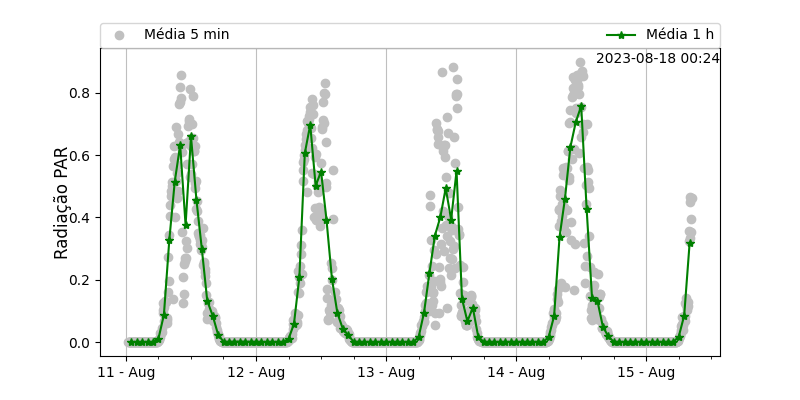 Média 5 min
Média 1 h
2023-08-18 00:24
Radiação PAR
0.8
0.6
0.4
0.2
0.0
11 - Aug
12 - Aug
13 - Aug
14 - Aug
15 - Aug